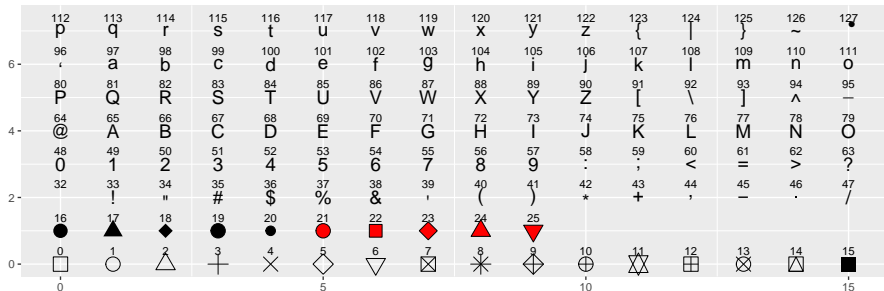 112 113 114 115 116 117 118 119 120 121 122 123 124 125 126 127
p q r s t u v w x y z { | } ~ •
96 97 98 99 100 101 102 103 104 105 106 107 108 109 110 111
6
‘ a b c d e f g h i j k l m n o
80 81 82 83 84 85 86 87 88 89 90 91 92 93 94 95
P Q R S T U V W X Y Z [ \ ] ^ _
64 65 66 67 68 69 70 71 72 73 74 75 76 77 78 79
4
@ A B C D E F G H I J K L M N O
48 49 50 51 52 53 54 55 56 57 58 59 60 61 62 63
0 1 2 3 4 5 6 7 8 9 : ; < = > ?
32 33 34 35 36 37 38 39 40 41 42 43 44 45 46 47
2
! " # $ % & ' ( ) * + , − . /
16 17 18 19 20 21 22 23 24 25
0 1 2 3 4 5 6 7 8 9 10 11 12 13 14 15
0
0 5 10 15